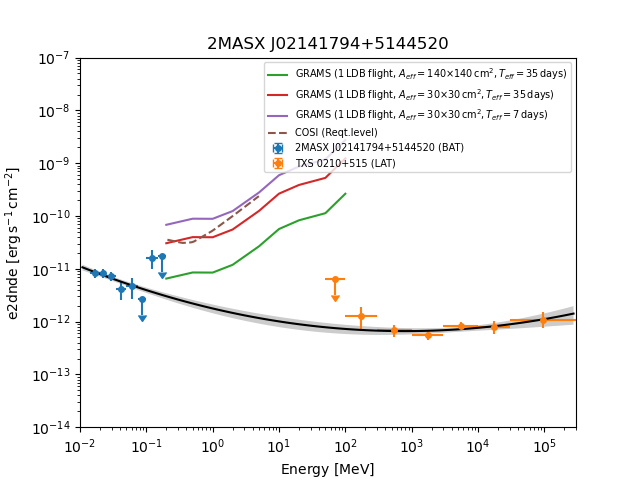 2MASX J02141794+5144520
10⁻⁷
10⁻⁸
10⁻⁹
10⁻¹⁰
10⁻¹¹
10⁻¹²
10⁻¹³
10⁻¹⁴
e2dnde [erg s⁻¹ cm⁻²]
GRAMS (1 LDB flight, A_eff = 140×140 cm², T_eff = 35 days)
GRAMS (1 LDB flight, A_eff = 30×30 cm², T_eff = 35 days)
GRAMS (1 LDB flight, A_eff = 30×30 cm², T_eff = 7 days)
COSI (Reqt.level)
2MASX J02141794+5144520 (BAT)
TXS 0210+515 (LAT)
10⁻² 10⁻¹ 10⁰ 10¹ 10² 10³ 10⁴ 10⁵
Energy [MeV]